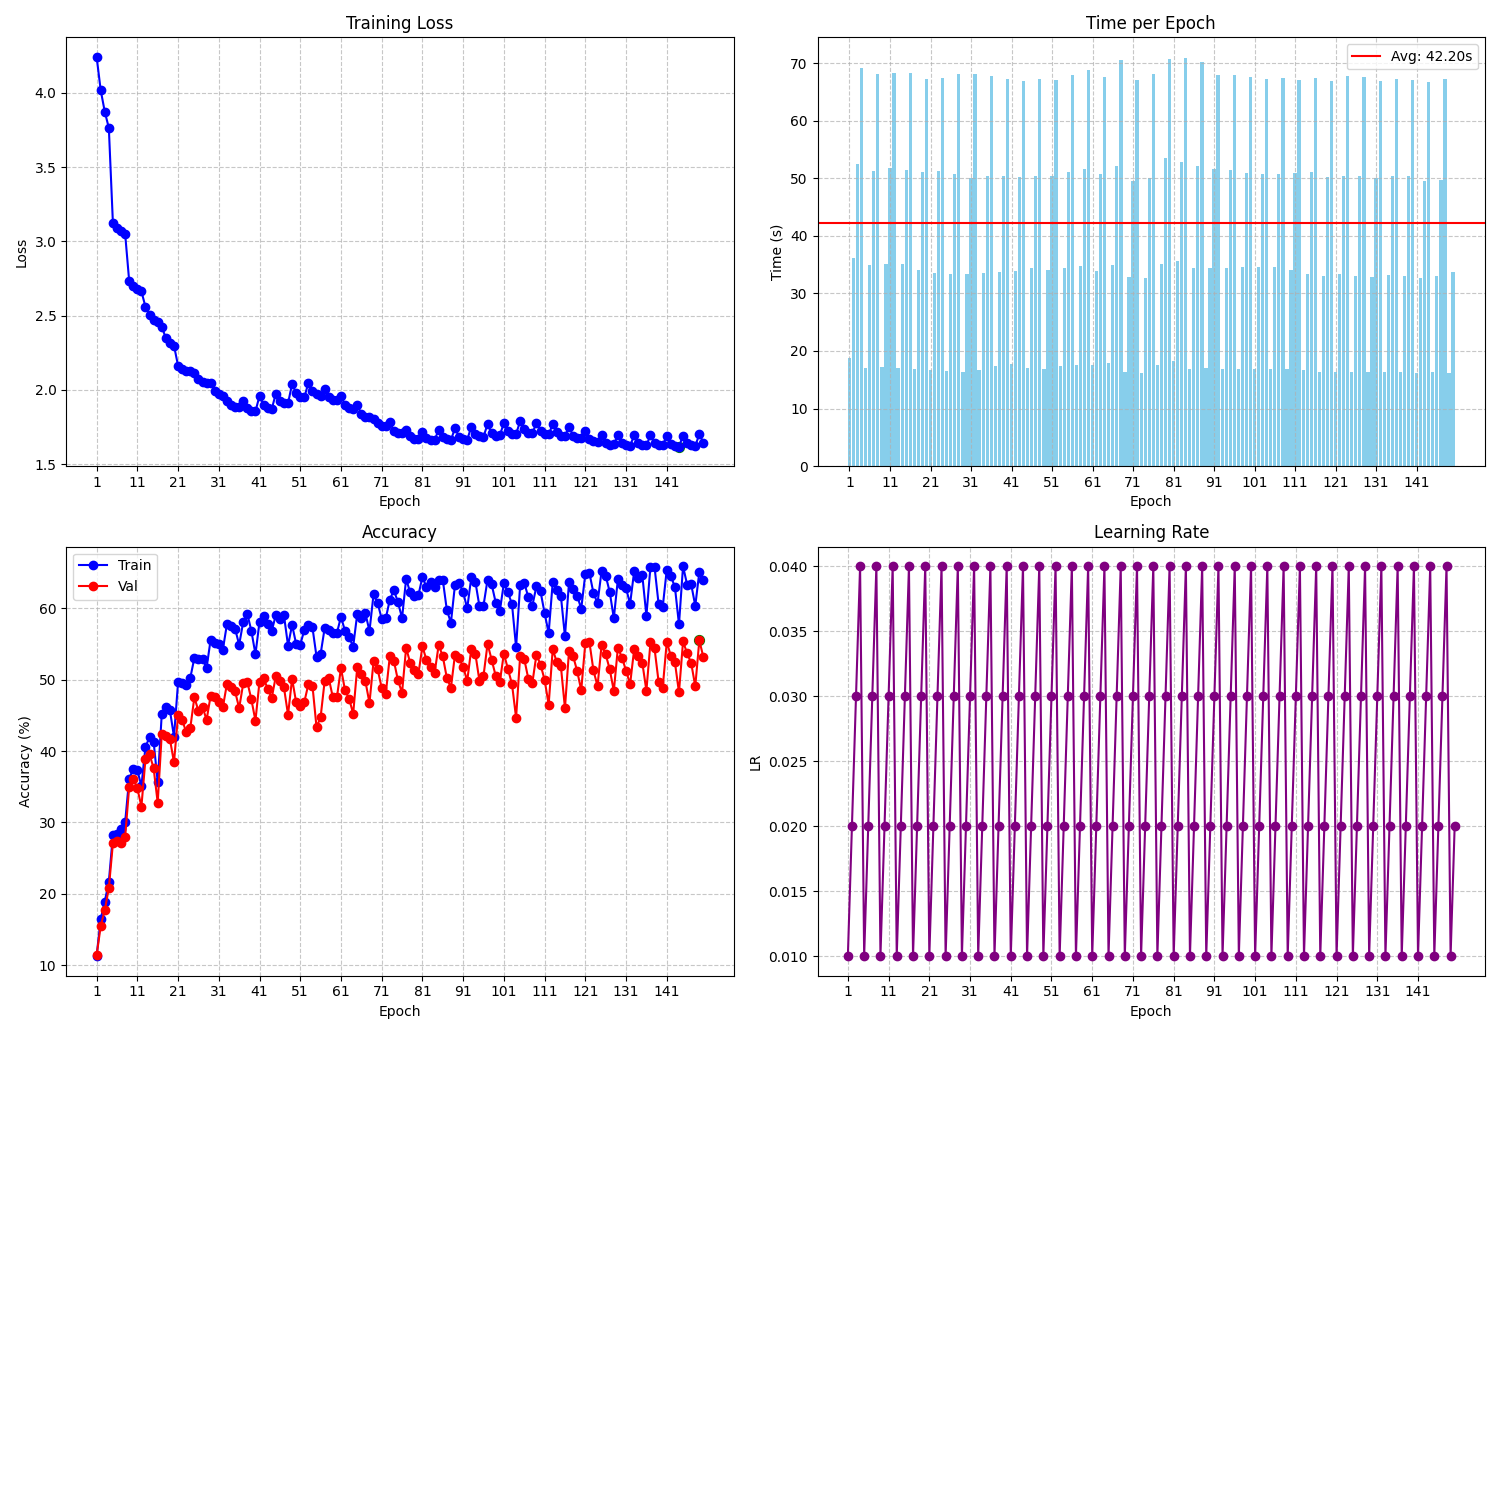 Training Loss
Loss
4.0
3.5
3.0
2.5
2.0
1.5
1 11 21 31 41 51 61 71 81 91 101 111 121 131 141
Epoch
Time per Epoch
Avg: 42.20s
Time (s)
70
60
50
40
30
20
10
0
1 11 21 31 41 51 61 71 81 91 101 111 121 131 141
Epoch
Accuracy
Train
Val
Accuracy (%)
60
50
40
30
20
10
1 11 21 31 41 51 61 71 81 91 101 111 121 131 141
Epoch
Learning Rate
LR
0.040
0.035
0.030
0.025
0.020
0.015
0.010
1 11 21 31 41 51 61 71 81 91 101 111 121 131 141
Epoch